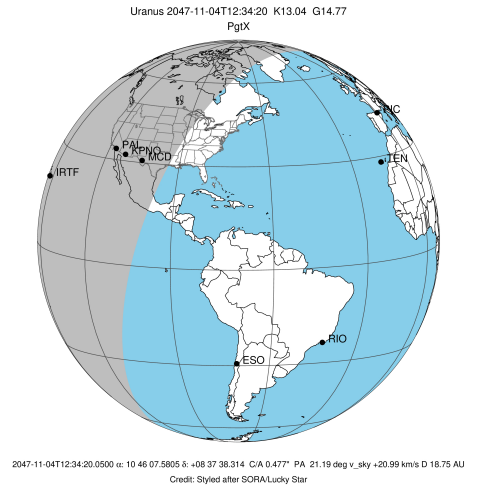 Uranus 2047-11-04T12:34:20 K13.04 G14.77
PgtX
PIC
PAL
KPNO
MCD
TEN
IRTF
RIO
ESO
2047-11-04T12:34:20.0500 α: 10 46 07.5805 δ: +08 37 38.314 C/A 0.477" PA 21.19 deg v_sky +20.99 km/s D 18.75 AU
Credit: Styled after SORA/Lucky Star